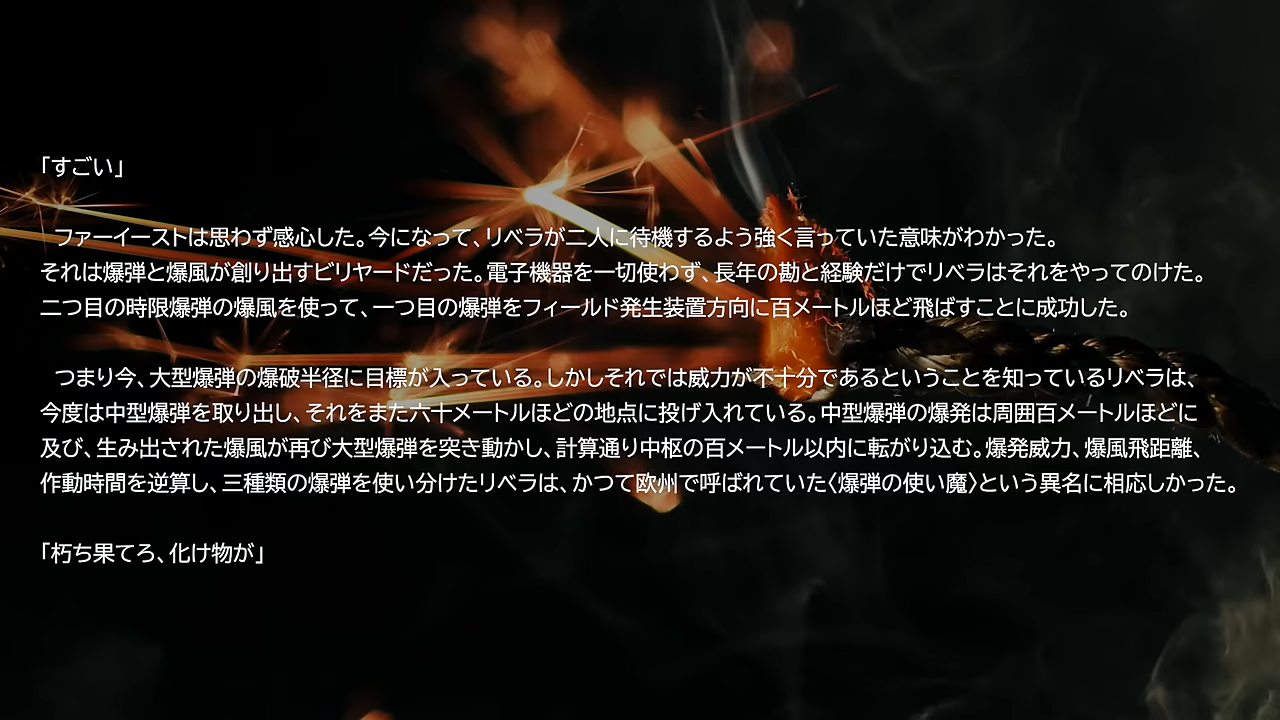 「すごい」
ファーイーストは思わず感心した。今になって、リベラが二人に待機するよう強く言っていた意味がわかった。
それは爆弾と爆風が創り出すビリヤードだった。電子機器を一切使わず、長年の勘と経験だけでリベラはそれをやってのけた。
二つ目の時限爆弾の爆風を使って、一つ目の爆弾をフィールド発生装置方向に百メートルほど飛ばすことに成功した。
つまり今、大型爆弾の爆破半径に目標が入っている。しかしそれでは威力が不十分であるということを知っているリベラは、
今度は中型爆弾を取り出し、それをまた六十メートルほどの地点に投げ入れている。中型爆弾の爆発は周囲百メートルほどに
及び、生み出された爆風が再び大型爆弾を突き動かし、計算通り中枢の百メートル以内に転がり込む。爆発威力、爆風飛距離、
作動時間を逆算し、三種類の爆弾を使い分けたリベラは、かつて欧州で呼ばれていた〈爆弾の使い魔〉という異名に相応しかった。
「朽ち果てろ、化け物が」